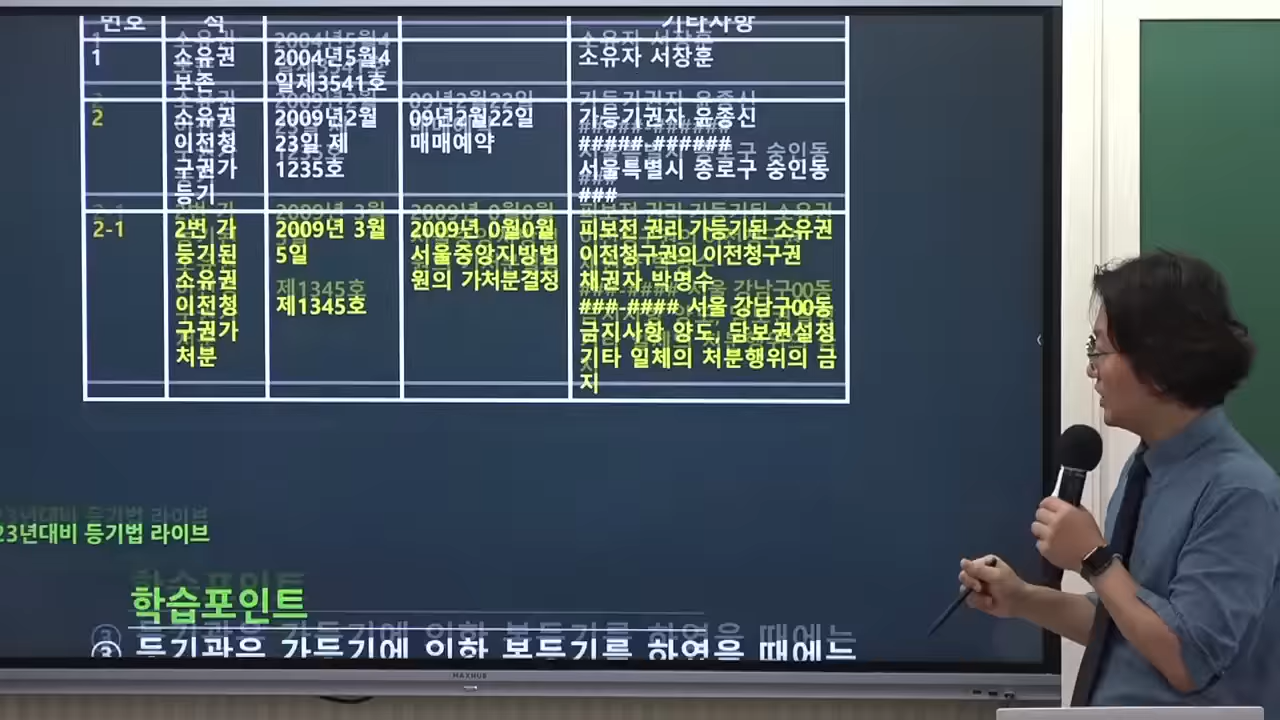 번호 적 기타사항
1 소유권 2004년5월4 소유자 서창훈
보존 일제3541호
2 소유권 2009년2월 09년2월22일 가등기권자 윤종신
이전청 23일 제 매매예약 #####-######
구권가 1235호 서울특별시 종로구 숭인동
등기 ###
2-1 2번 가 2009년 3월 2009년 0월0일 피보전 권리 가등기된 소유권
등기된 5일 서울중앙지방법 이전청구권의 이전청구권
소유권 원의 가처분결정 채권자 박명수
이전청 제1345호 ###-#### 서울 강남구00동
구권가 금지사항 양도, 담보권설정
처분 기타 일체의 처분행위의 금
지
23년대비 등기법 라이브
학습포인트
③ 등기관은 가등기에 의한 본등기를 하였을 때에는
MAXHUB